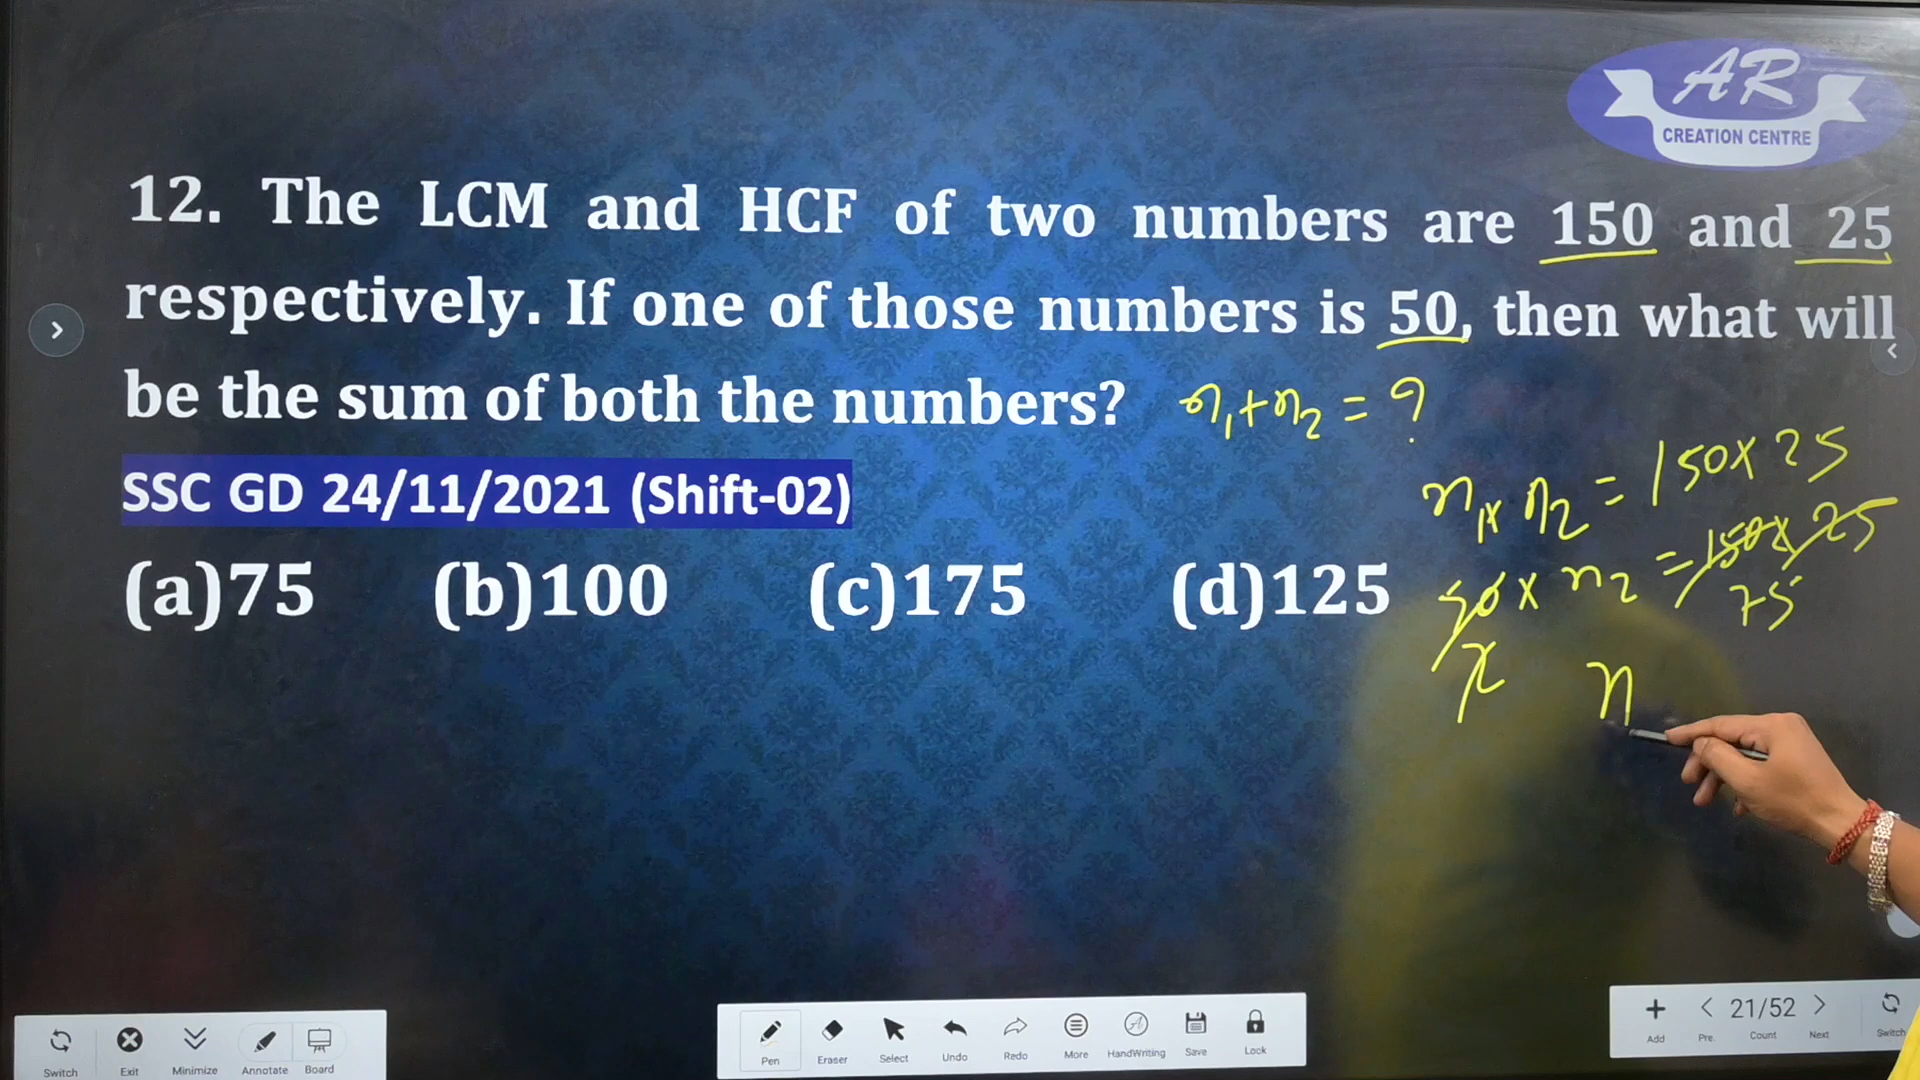 AR
CREATION CENTRE
12. The LCM and HCF of two numbers are 150 and 25
respectively. If one of those numbers is 50, then what will
be the sum of both the numbers?
n₁+n₂ = ?
SSC GD 24/11/2021 (Shift-02)
n₁× n₂ = 150×25
(a)75 (b)100 (c)175 (d)125
50× n₂ = 150×25
75
n
Switch Exit Minimize Annotate Board
Pen Eraser Select Undo Redo More HandWriting Save Lock
21/52
Add Pre. Count Next Switch